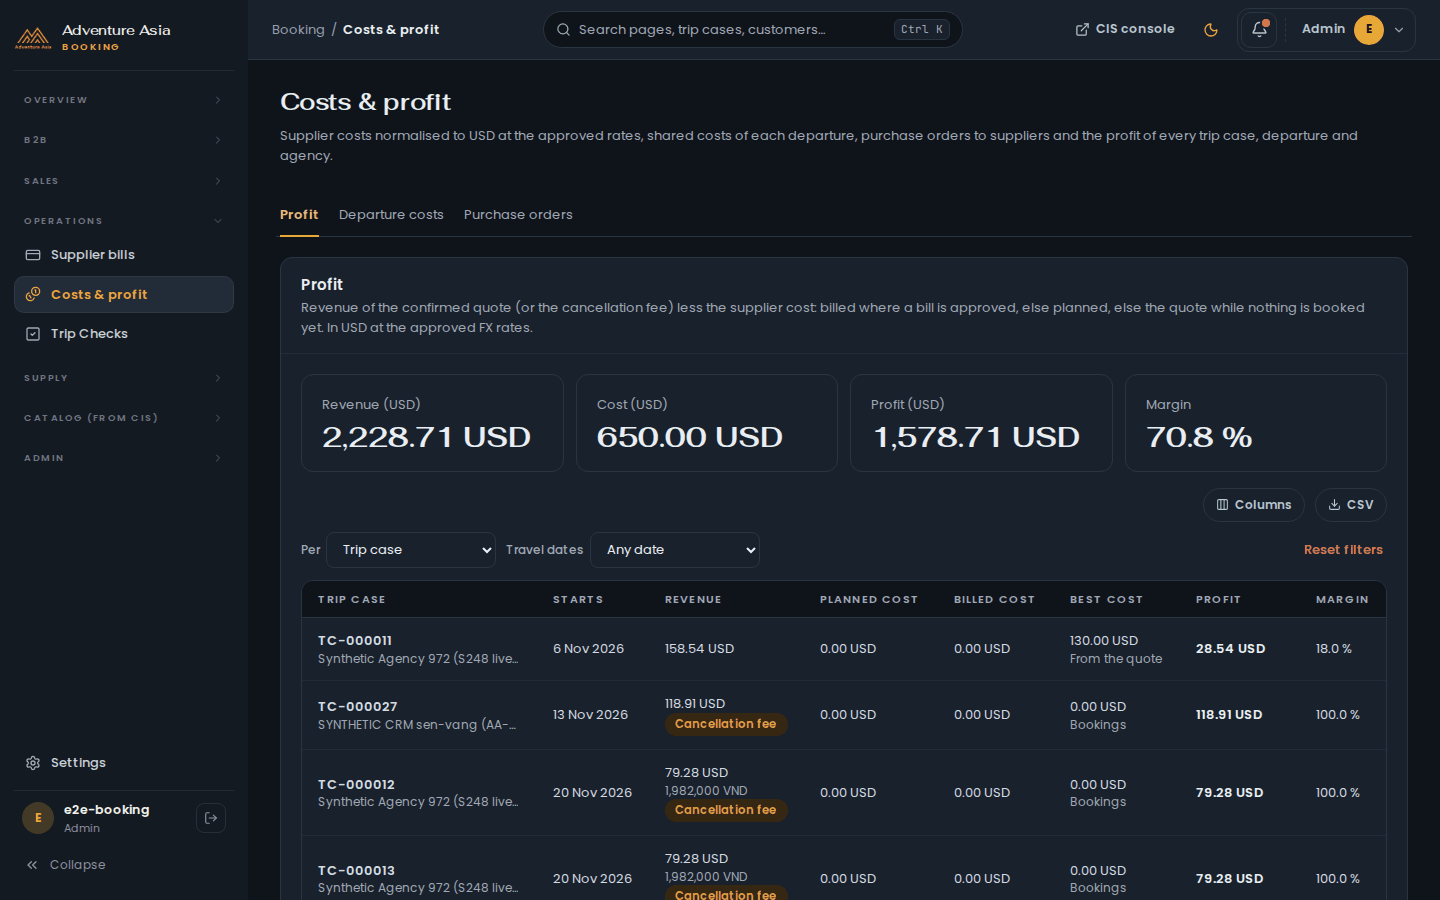 Adventure Asia
BOOKING
Adventure Asia
OVERVIEW
B2B
SALES
OPERATIONS
Supplier bills
Costs & profit
Trip Checks
SUPPLY
CATALOG (FROM CIS)
ADMIN
Settings
E
e2e-booking
Admin
Collapse
Booking / Costs & profit
Search pages, trip cases, customers...
Ctrl K
CIS console
Admin
E
Costs & profit
Supplier costs normalised to USD at the approved rates, shared costs of each departure, purchase orders to suppliers and the profit of every trip case, departure and
agency.
Profit
Departure costs
Purchase orders
Profit
Revenue of the confirmed quote (or the cancellation fee) less the supplier cost: billed where a bill is approved, else planned, else the quote while nothing is booked
yet. In USD at the approved FX rates.
Revenue (USD)
2,228.71 USD
Cost (USD)
650.00 USD
Profit (USD)
1,578.71 USD
Margin
70.8 %
Columns
CSV
Per
Trip case
Travel dates
Any date
Reset filters
TRIP CASE STARTS REVENUE PLANNED COST BILLED COST BEST COST PROFIT MARGIN
TC-000011
Synthetic Agency 972 (S248 live...
6 Nov 2026
158.54 USD
0.00 USD
0.00 USD
130.00 USD
From the quote
28.54 USD
18.0 %
TC-000027
SYNTHETIC CRM sen-vang (AA-...
13 Nov 2026
118.91 USD
Cancellation fee
0.00 USD
0.00 USD
0.00 USD
Bookings
118.91 USD
100.0 %
TC-000012
Synthetic Agency 972 (S248 live...
20 Nov 2026
79.28 USD
1,982,000 VND
Cancellation fee
0.00 USD
0.00 USD
0.00 USD
Bookings
79.28 USD
100.0 %
TC-000013
Synthetic Agency 972 (S248 live...
20 Nov 2026
79.28 USD
1,982,000 VND
Cancellation fee
0.00 USD
0.00 USD
0.00 USD
Bookings
79.28 USD
100.0 %